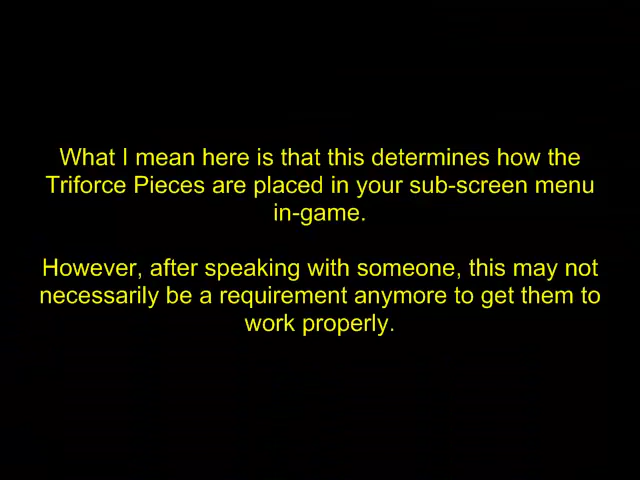 What I mean here is that this determines how the
Triforce Pieces are placed in your sub-screen menu
in-game.
However, after speaking with someone, this may not
necessarily be a requirement anymore to get them to
work properly.